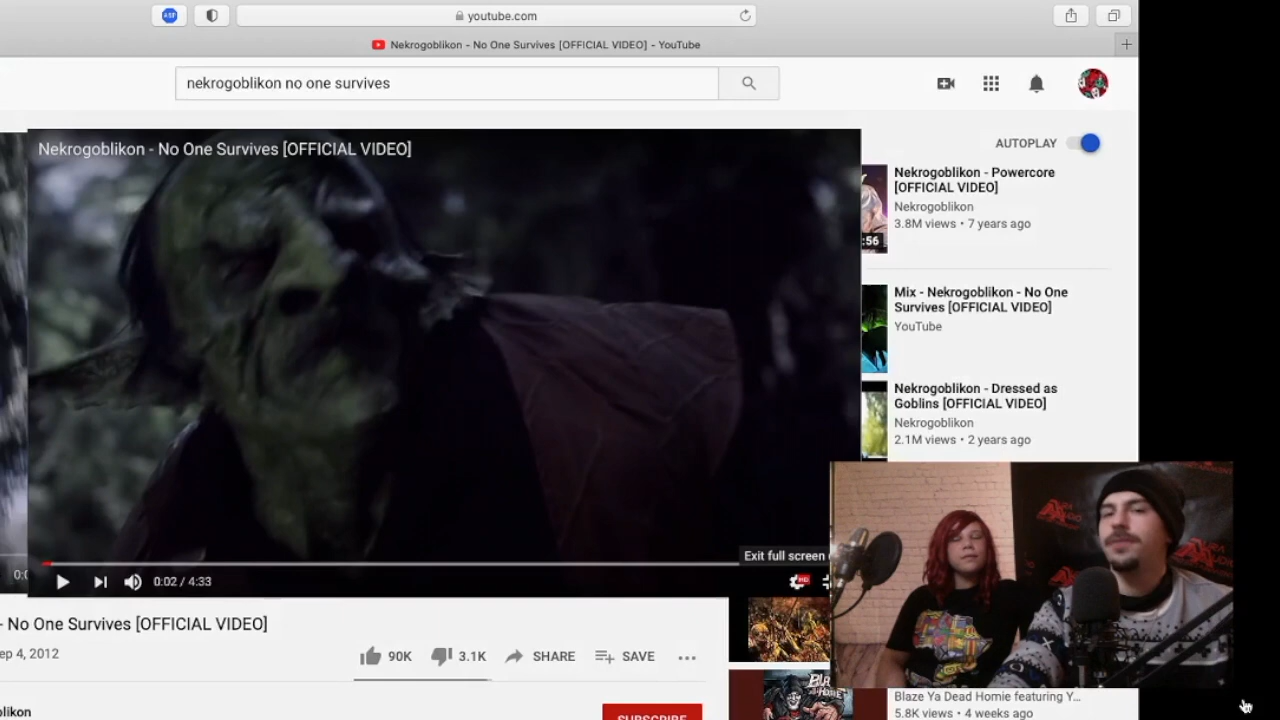 ABP
youtube.com
Nekrogoblikon - No One Survives [OFFICIAL VIDEO] - YouTube
nekrogoblikon no one survives
Nekrogoblikon - No One Survives [OFFICIAL VIDEO]
AUTOPLAY
Nekrogoblikon - Powercore
[OFFICIAL VIDEO]
Nekrogoblikon
3.8M views • 7 years ago
:56
Mix - Nekrogoblikon - No One
Survives [OFFICIAL VIDEO]
YouTube
Nekrogoblikon - Dressed as
Goblins [OFFICIAL VIDEO]
Nekrogoblikon
2.1M views • 2 years ago
Exit full screen
0:02 / 4:33
HD
- No One Survives [OFFICIAL VIDEO]
ep 4, 2012
90K
3.1K
SHARE
SAVE
blikon
SUBSCRIBE
Blaze Ya Dead Homie featuring Y...
5.8K views • 4 weeks ago